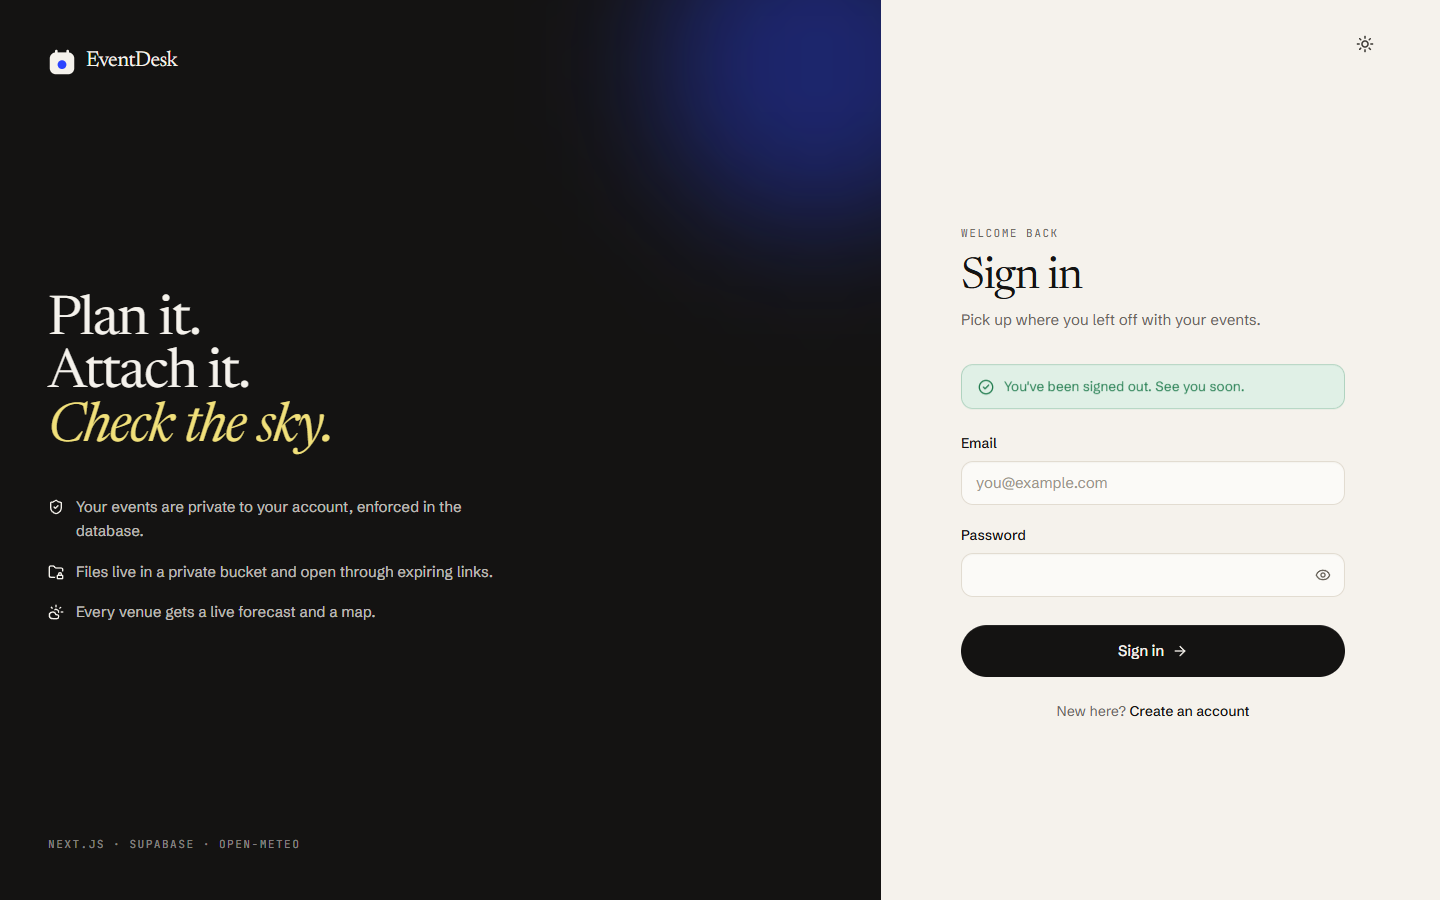 EventDesk
Plan it.
Attach it.
Check the sky.
Your events are private to your account, enforced in the
database.
Files live in a private bucket and open through expiring links.
Every venue gets a live forecast and a map.
NEXT.JS · SUPABASE · OPEN-METEO
WELCOME BACK
Sign in
Pick up where you left off with your events.
You've been signed out. See you soon.
Email
you@example.com
Password
Sign in →
New here? Create an account